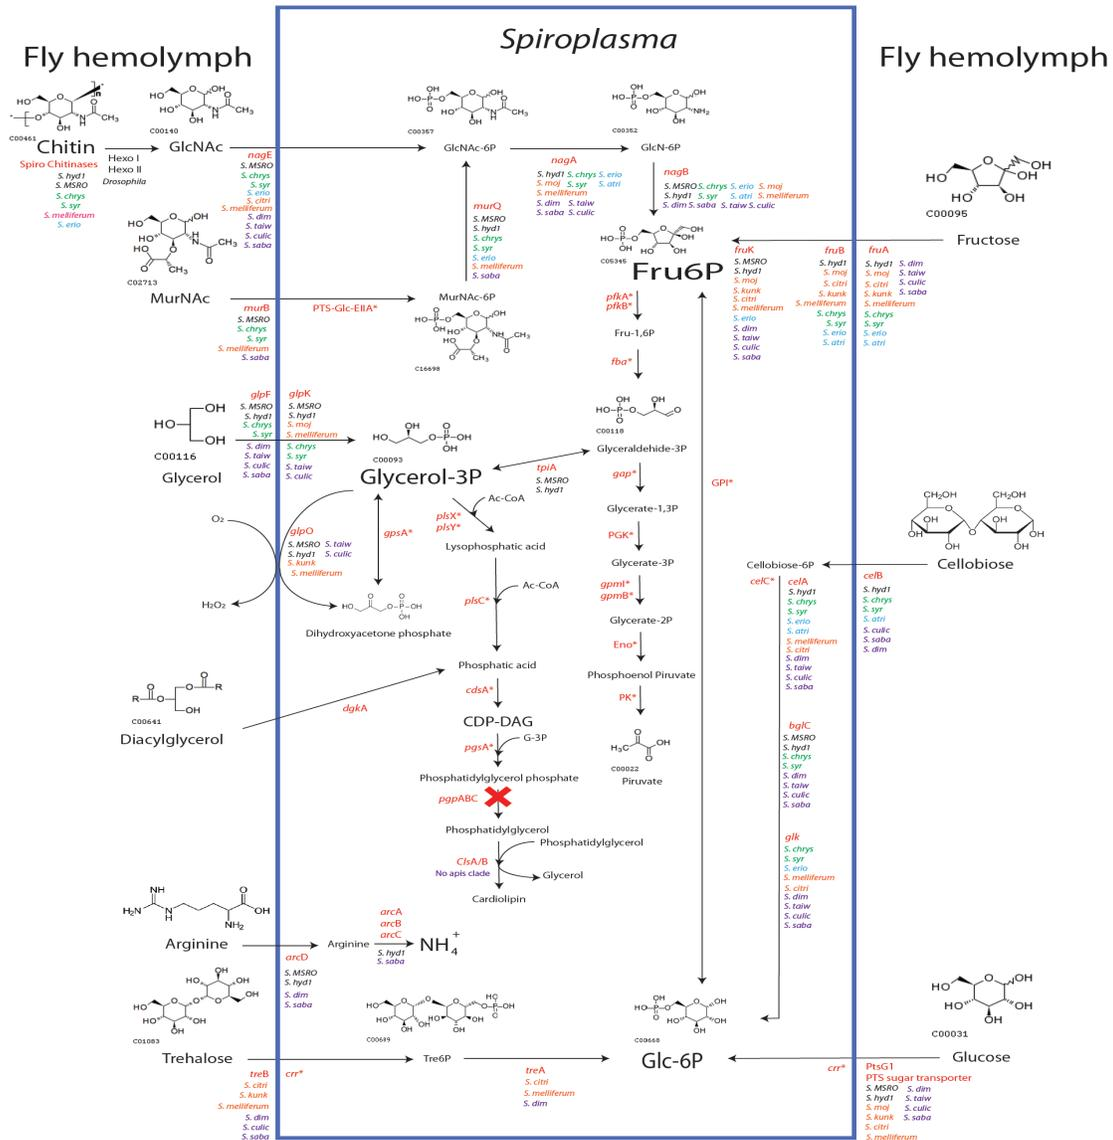 Spiroplasma
Fly hemolymph
Fly hemolymph
C00461
Chitin
Spiro Chitinases
S. hyd1
S. MSRO
S. chrys
S. syr
S. melliferum
S. erio
Hexo I
Hexo II
Drosophila
C00140
GlcNAc
nagE
S. MSRO
S. chrys
S. syr
S. erio
S. citri
S. melliferum
S. dim
S. taiw
S. culic
S. saba
C00357
GlcNAc-6P
nagA
S. hyd1 S. chrys S. erio
S. moj S. syr S. atri
S. melliferum
S. dim S. taiw
S. saba S. culic
C00352
GlcN-6P
nagB
S. MSRO S. chrys S. erio S. moj
S. hyd1 S. syr S. atri S. melliferum
S. dim S. saba S. taiw S. culic
C02713
MurNAc
murB
S. MSRO
S. chrys
S. syr
S. melliferum
S. saba
PTS-Glc-EIIA*
murQ
S. MSRO
S. hyd1
S. chrys
S. syr
S. erio
S. melliferum
S. saba
MurNAc-6P
C16698
C05345
Fru6P
C00095
Fructose
fruK
S. MSRO
S. hyd1
S. moj
S. kunk
S. citri
S. melliferum
S. erio
S. dim
S. taiw
S. culic
S. saba
fruB
S. hyd1
S. moj
S. citri
S. kunk
S. melliferum
S. chrys
S. syr
S. erio
S. atri
fruA
S. hyd1 S. dim
S. moj S. taiw
S. citri S. culic
S. kunk S. saba
S. melliferum
S. chrys
S. syr
S. erio
S. atri
pfkA*
pfkB*
Fru-1,6P
fba*
C00118
Glyceraldehyde-3P
gap*
Glycerate-1,3P
PGK*
Glycerate-3P
gpmI*
gpmB*
Glycerate-2P
Eno*
Phosphoenol Piruvate
PK*
C00022
Piruvate
GPI*
C00116
Glycerol
glpF
S. MSRO
S. hyd1
S. chrys
S. syr
S. dim
S. taiw
S. culic
S. saba
glpK
S. MSRO
S. hyd1
S. moj
S. melliferum
S. chrys
S. syr
S. taiw
S. culic
C00093
Glycerol-3P
tpiA
S. MSRO
S. hyd1
O₂
H₂O₂
glpO
S. MSRO S. taiw
S. hyd1 S. culic
S. kunk
S. melliferum
gpsA*
Dihydroxyacetone phosphate
plsX*
plsY*
Ac-CoA
Lysophosphatic acid
plsC*
Ac-CoA
Phosphatic acid
C00641
Diacylglycerol
dgkA
cdsA*
CDP-DAG
pgsA*
G-3P
Phosphatidylglycerol phosphate
pgpABC
Phosphatidylglycerol
Phosphatidylglycerol
ClsA/B
No apis clade
Glycerol
Cardiolipin
Cellobiose
Cellobiose-6P
celC*
celA
S. hyd1
S. chrys
S. syr
S. erio
S. atri
S. melliferum
S. citri
S. dim
S. taiw
S. culic
S. saba
celB
S. hyd1
S. chrys
S. syr
S. atri
S. culic
S. saba
S. dim
bglC
S. MSRO
S. hyd1
S. chrys
S. syr
S. dim
S. taiw
S. culic
S. saba
glk
S. chrys
S. syr
S. erio
S. melliferum
S. citri
S. dim
S. taiw
S. culic
S. saba
Arginine
arcD
S. MSRO
S. hyd1
S. dim
S. saba
Arginine
arcA
arcB
arcC
S. hyd1
S. saba
NH₄⁺
C01083
Trehalose
treB
S. citri
S. kunk
S. melliferum
S. dim
S. culic
S. saba
crr*
C00689
Tre6P
treA
S. citri
S. melliferum
S. dim
C00668
Glc-6P
C00031
Glucose
crr*
PtsG1
PTS sugar transporter
S. MSRO S. dim
S. hyd1 S. taiw
S. moj S. culic
S. kunk S. saba
S. citri
S. melliferum